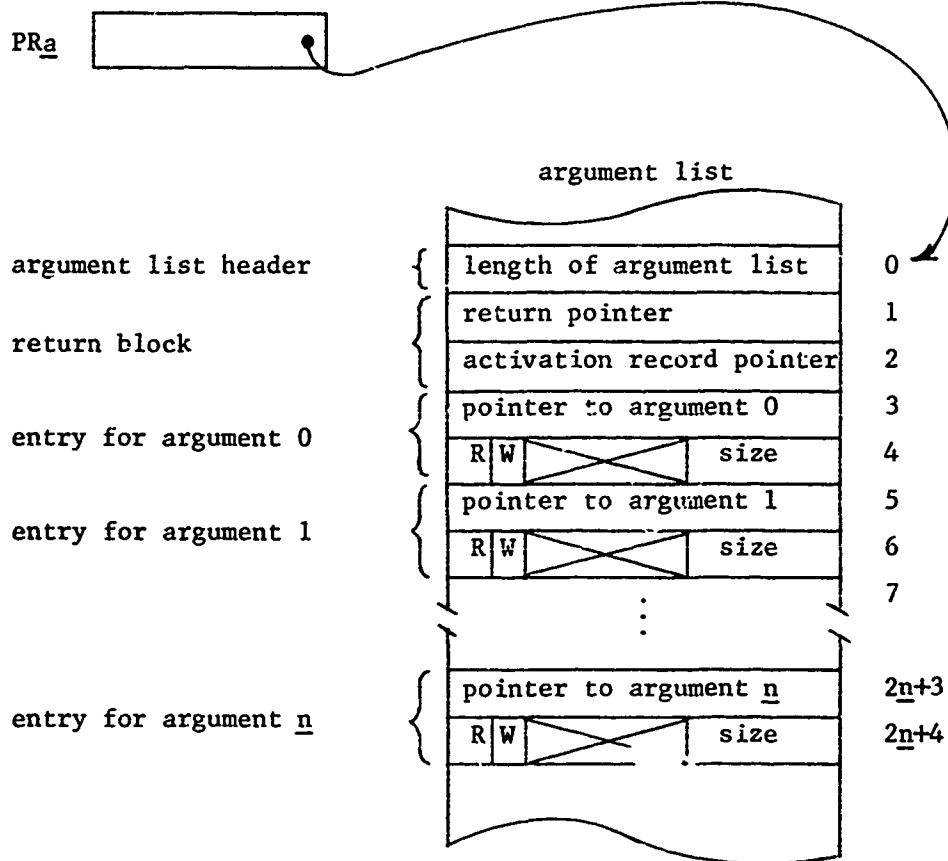 PRa
argument list
argument list header { length of argument list 0
return pointer 1
return block
activation record pointer 2
pointer to argument 0 3
entry for argument 0
R W size 4
pointer to argument 1 5
entry for argument 1
R W size 6
7
⋮
pointer to argument n 2n+3
entry for argument n
R W size 2n+4